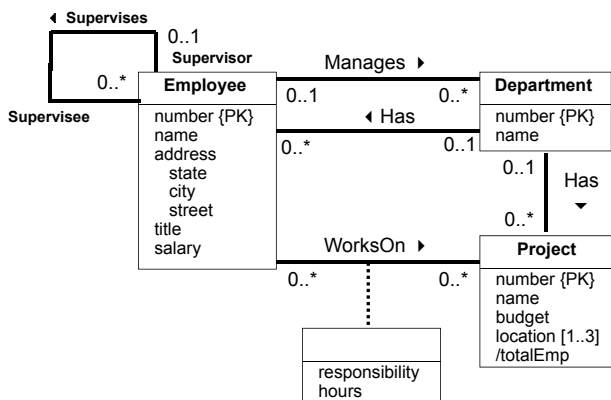 ◂ Supervises
0..1
Supervisor
0..*
Supervisee
Employee
number {PK}
name
address
state
city
street
title
salary
Manages ▸
0..1
0..*
◂ Has
0..*
0..1
Department
number {PK}
name
0..1
Has
▾
0..*
WorksOn ▸
0..*
0..*
Project
number {PK}
name
budget
location [1..3]
/totalEmp
responsibility
hours